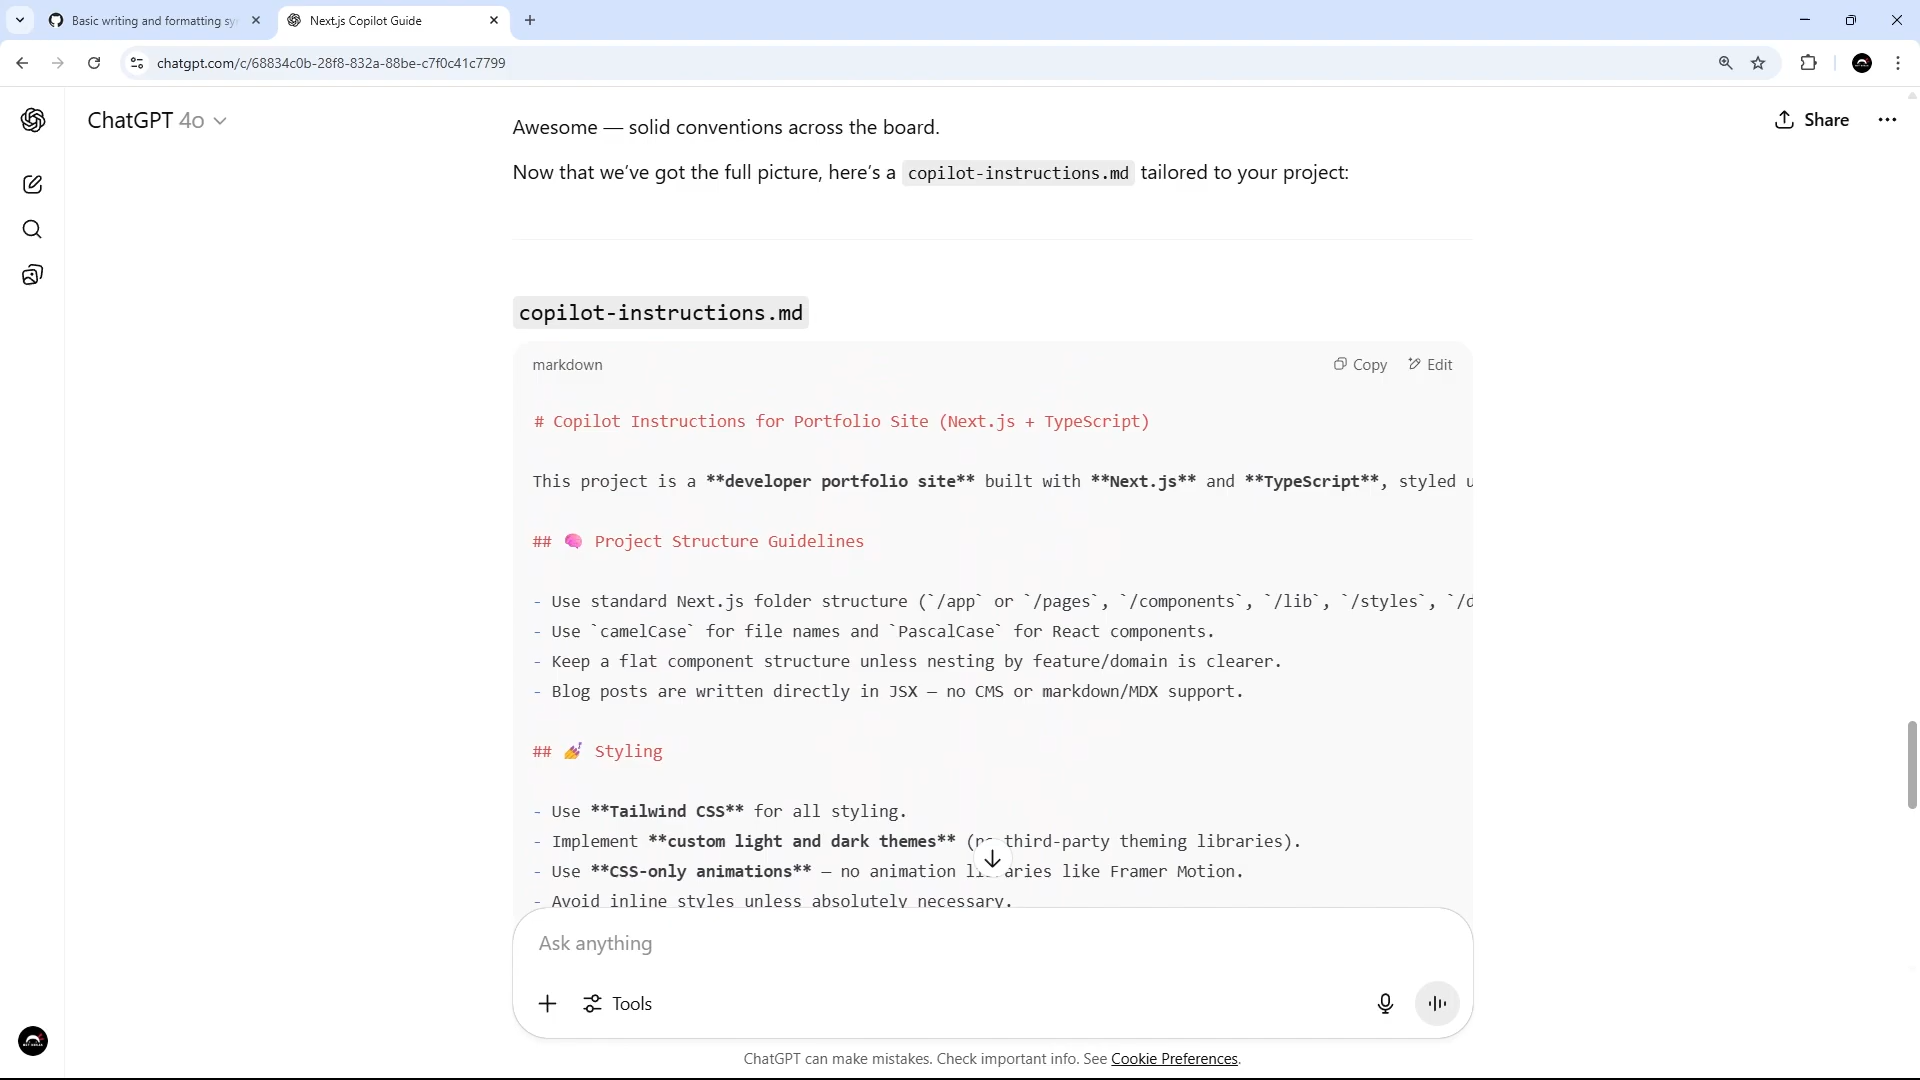 Basic writing and formatting sy
Next.js Copilot Guide
chatgpt.com/c/68834c0b-28f8-832a-88be-c7f0c41c7799
ChatGPT 4o
Share
Awesome — solid conventions across the board.
Now that we've got the full picture, here's a copilot-instructions.md tailored to your project:
copilot-instructions.md
markdown
Copy
Edit
# Copilot Instructions for Portfolio Site (Next.js + TypeScript)
This project is a **developer portfolio site** built with **Next.js** and **TypeScript**, styled u
## 🧠 Project Structure Guidelines
- Use standard Next.js folder structure (`/app` or `/pages`, `/components`, `/lib`, `/styles`, `/d
- Use `camelCase` for file names and `PascalCase` for React components.
- Keep a flat component structure unless nesting by feature/domain is clearer.
- Blog posts are written directly in JSX — no CMS or markdown/MDX support.
## 💅 Styling
- Use **Tailwind CSS** for all styling.
- Implement **custom light and dark themes** (no third-party theming libraries).
- Use **CSS-only animations** — no animation libraries like Framer Motion.
- Avoid inline styles unless absolutely necessary.
Ask anything
Tools
ChatGPT can make mistakes. Check important info. See Cookie Preferences.